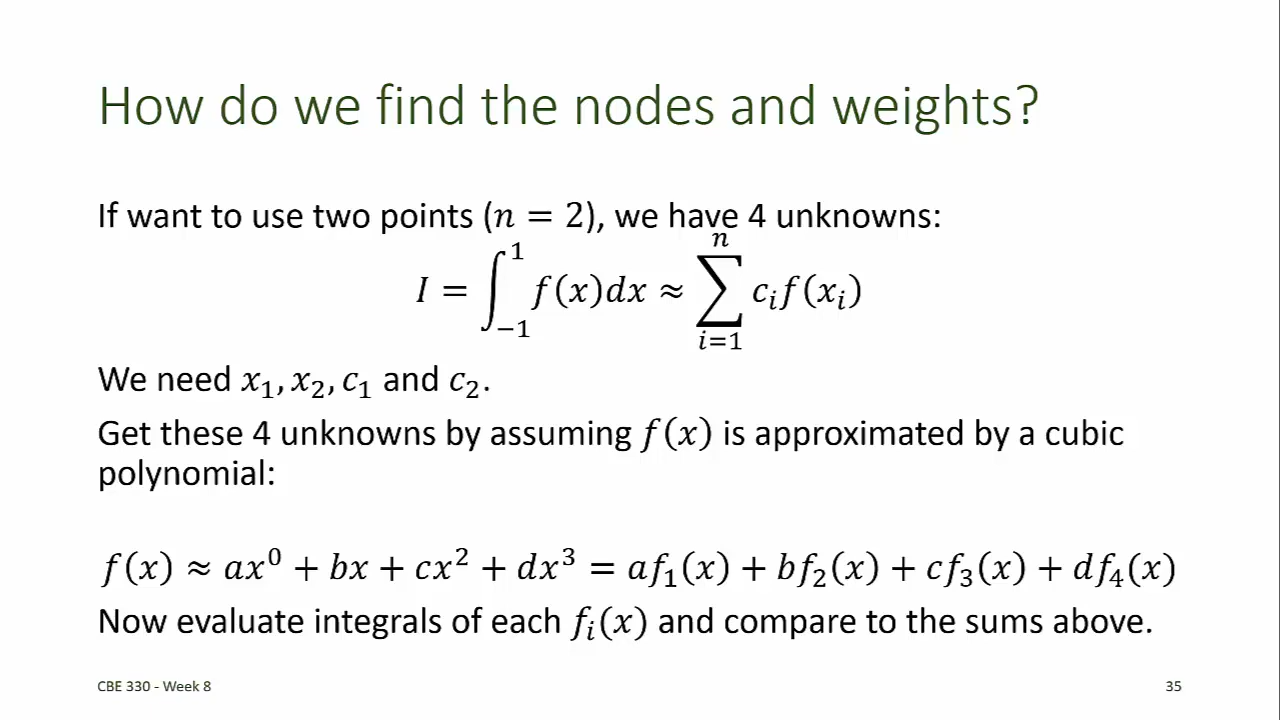 How do we find the nodes and weights?
If want to use two points (𝑛 = 2), we have 4 unknowns:
𝐼 = ∫₋₁¹ 𝑓(𝑥)𝑑𝑥 ≈ ∑ᵢ₌₁ⁿ 𝑐ᵢ𝑓(𝑥ᵢ)
We need 𝑥₁, 𝑥₂, 𝑐₁ and 𝑐₂.
Get these 4 unknowns by assuming 𝑓(𝑥) is approximated by a cubic
polynomial:
𝑓(𝑥) ≈ 𝑎𝑥⁰ + 𝑏𝑥 + 𝑐𝑥² + 𝑑𝑥³ = 𝑎𝑓₁(𝑥) + 𝑏𝑓₂(𝑥) + 𝑐𝑓₃(𝑥) + 𝑑𝑓₄(𝑥)
Now evaluate integrals of each 𝑓ᵢ(𝑥) and compare to the sums above.
CBE 330 - Week 8
35